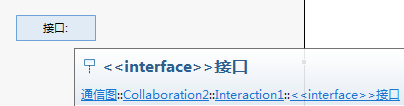 接口:
<<interface>>接口
通信图::Collaboration2::Interaction1::<<interface>>接口